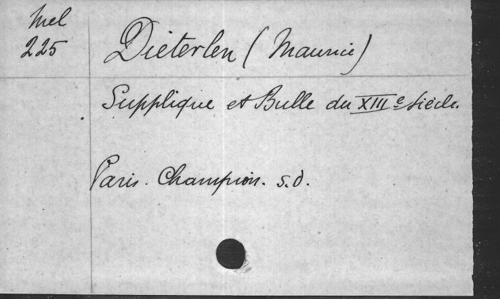 Mel
225
Dieterlen (Maurice)
Supplique et Bulle du XIIIe Siècle.
Paris. Champion. s.d.